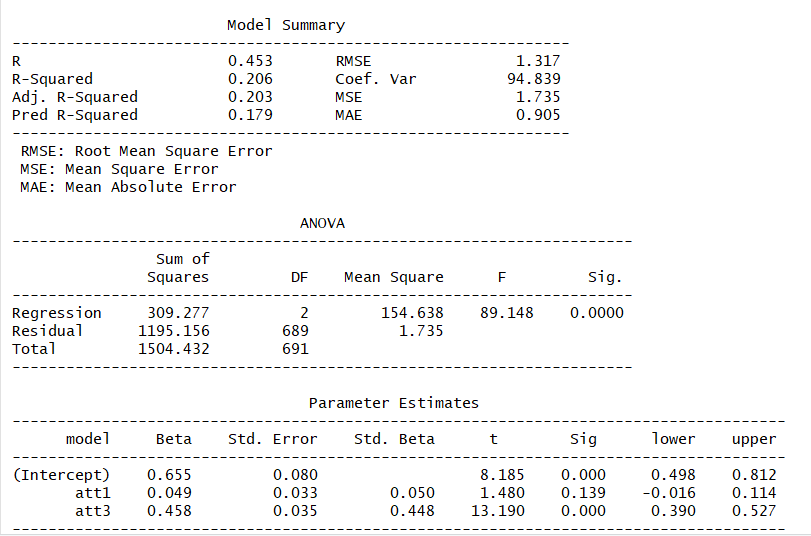 Model Summary
---------------------------------------------------------------
R                       0.453       RMSE                1.317
R-Squared               0.206       Coef. Var          94.839
Adj. R-Squared          0.203       MSE                 1.735
Pred R-Squared          0.179       MAE                 0.905
---------------------------------------------------------------
RMSE: Root Mean Square Error
MSE: Mean Square Error
MAE: Mean Absolute Error
ANOVA
----------------------------------------------------------------------
Sum of
Squares         DF    Mean Square      F         Sig.
----------------------------------------------------------------------
Regression     309.277          2        154.638    89.148    0.0000
Residual      1195.156        689          1.735
Total         1504.432        691
----------------------------------------------------------------------
Parameter Estimates
---------------------------------------------------------------------------------------
model     Beta    Std. Error    Std. Beta      t        Sig      lower    upper
---------------------------------------------------------------------------------------
(Intercept)    0.655         0.080                  8.185    0.000     0.498    0.812
att1    0.049         0.033        0.050     1.480    0.139    -0.016    0.114
att3    0.458         0.035        0.448    13.190    0.000     0.390    0.527
---------------------------------------------------------------------------------------